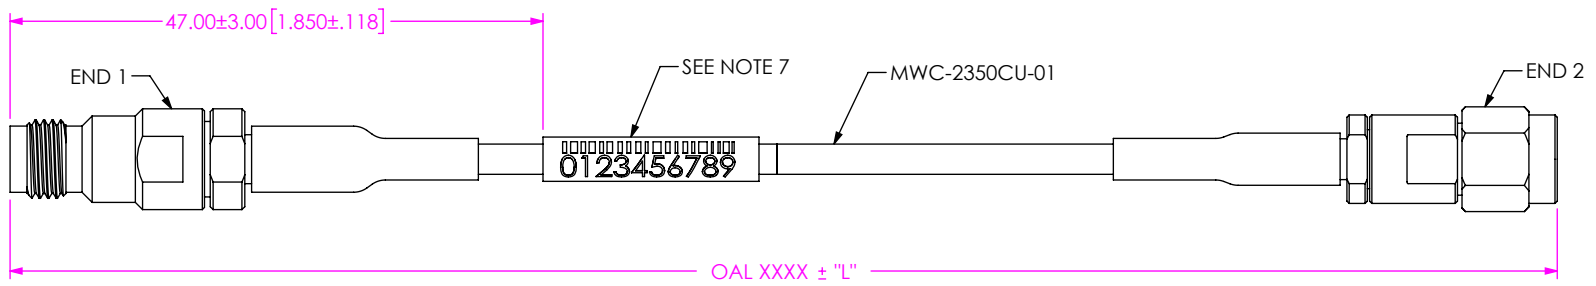 47.00±3.00[1.850±.118]
END 1
SEE NOTE 7
MWC-2350CU-01
END 2
0123456789
OAL XXXX ± "L"